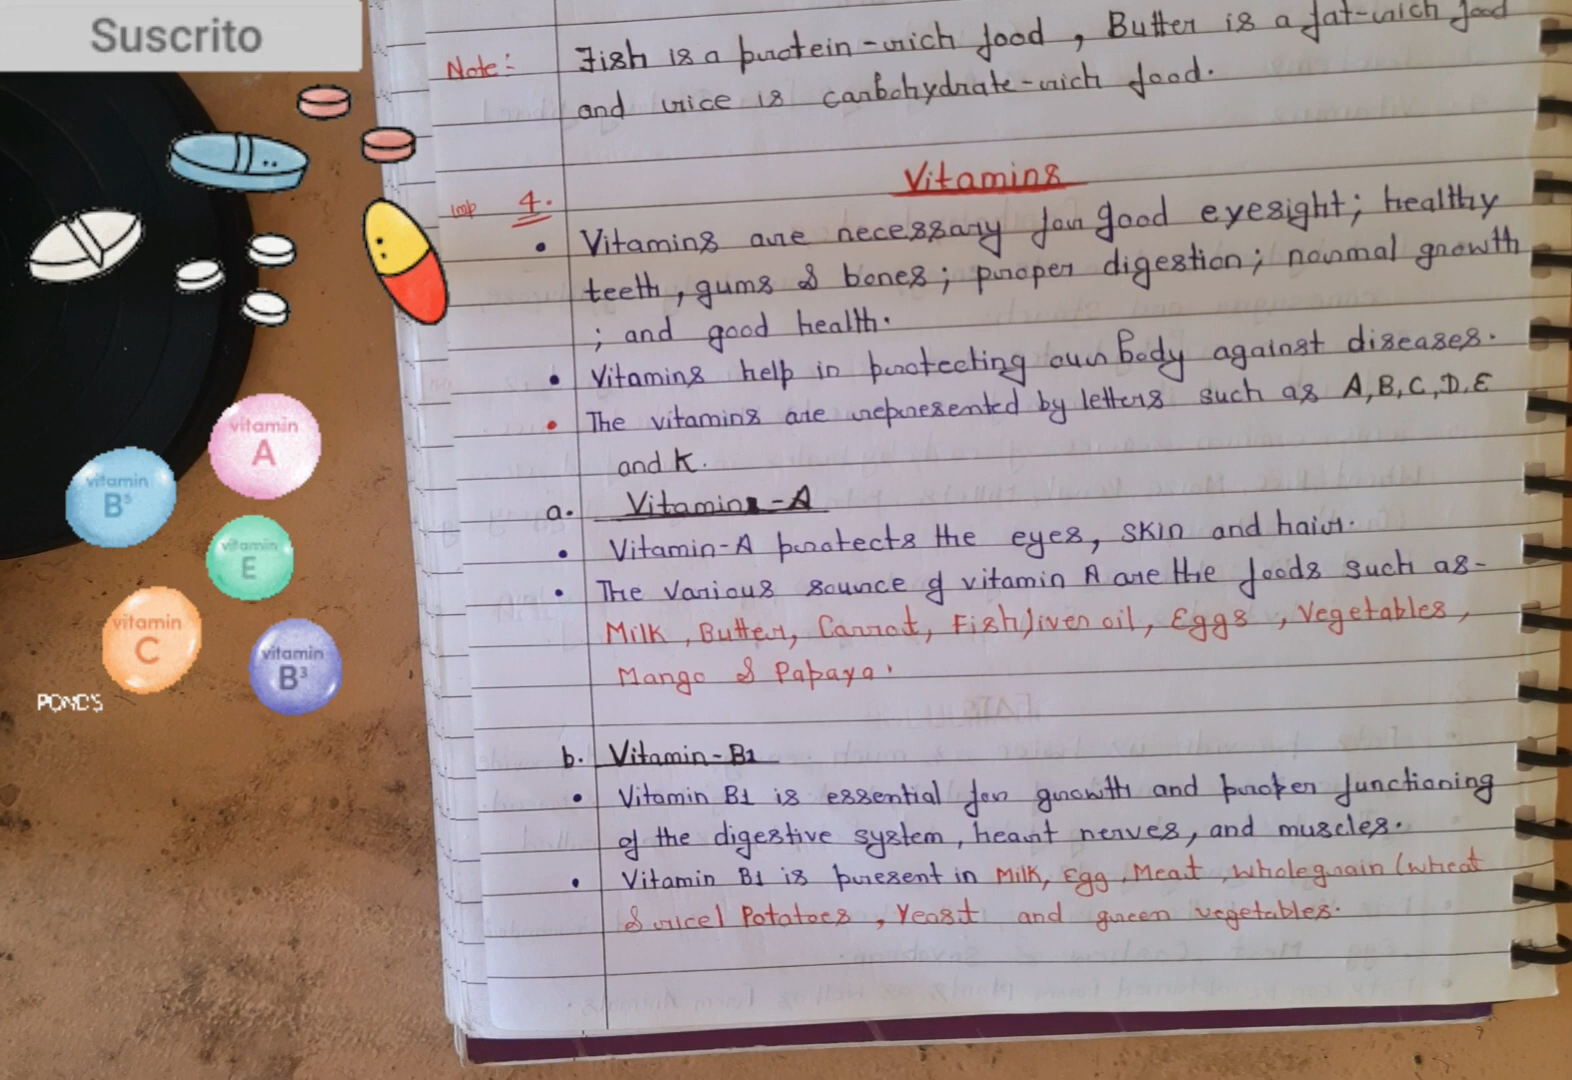 Suscrito
Note:- Fish is a protein-rich food, Butter is a fat-rich food
and rice is carbohydrate-rich food.
Vitamins
imp 4.
• Vitamins are necessary for good eyesight; healthy
teeth, gums & bones; proper digestion; normal growth
; and good health.
• Vitamins help in protecting our body against diseases.
• The vitamins are represented by letters such as A, B, C, D, E
and K.
a. Vitamin-A
• Vitamin-A protects the eyes, skin and hair.
• The various source of vitamin A are the foods such as-
Milk, Butter, Carrot, Fish liver oil, Eggs, Vegetables,
Mango & Papaya.
b. Vitamin-B1
• Vitamin B1 is essential for growth and proper functioning
of the digestive system, heart nerves, and muscles.
• Vitamin B1 is present in Milk, Egg, Meat, wholegrain (wheat
& rice) Potatoes, Yeast and green vegetables.
vitamin
A
vitamin
B⁵
vitamin
E
vitamin
C
vitamin
B³
POND'S